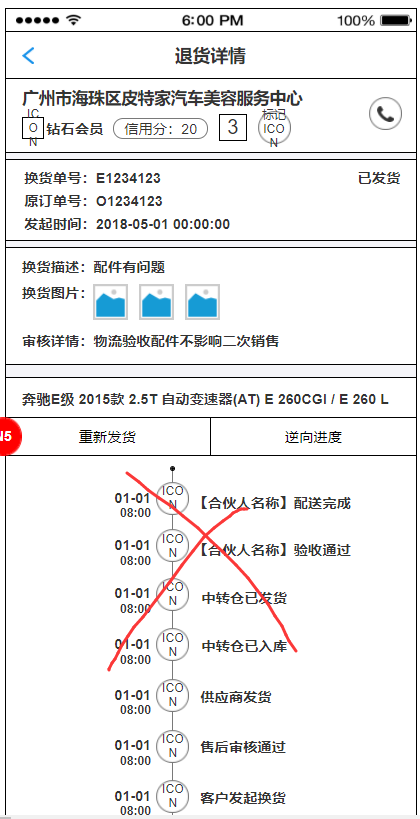 6:00 PM 100%
退货详情
广州市海珠区皮特家汽车美容服务中心
ICON 钻石会员 信用分：20 3 标记ICON
换货单号：E1234123 已发货
原订单号：O1234123
发起时间：2018-05-01 00:00:00
换货描述：配件有问题
换货图片：
审核详情：物流验收配件不影响二次销售
奔驰E级 2015款 2.5T 自动变速器(AT) E 260CGI / E 260 L
N5 重新发货 逆向进度
01-01 08:00 ICON 【合伙人名称】配送完成
01-01 08:00 ICON 【合伙人名称】验收通过
01-01 08:00 ICON 中转仓已发货
01-01 08:00 ICON 中转仓已入库
01-01 08:00 ICON 供应商发货
01-01 08:00 ICON 售后审核通过
01-01 08:00 ICON 客户发起换货